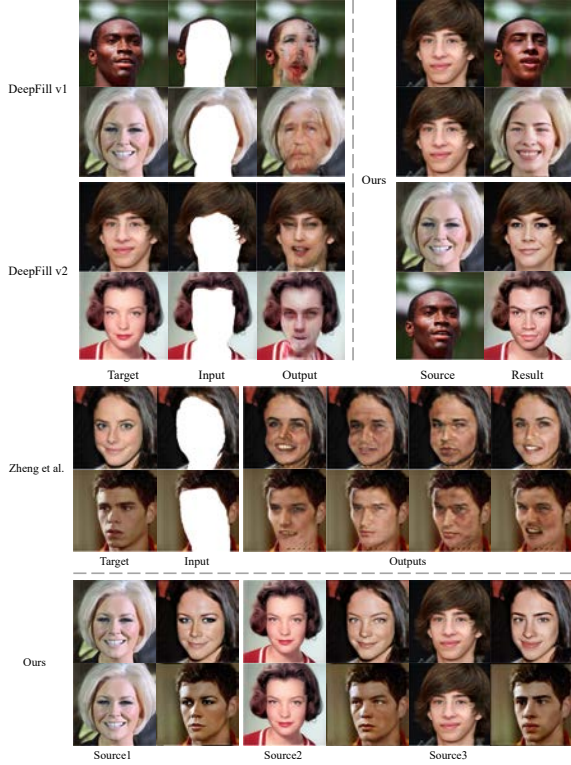 DeepFill v1
Ours
DeepFill v2
Target Input Output Source Result
Zheng et al.
Target Input Outputs
Ours
Source1 Source2 Source3